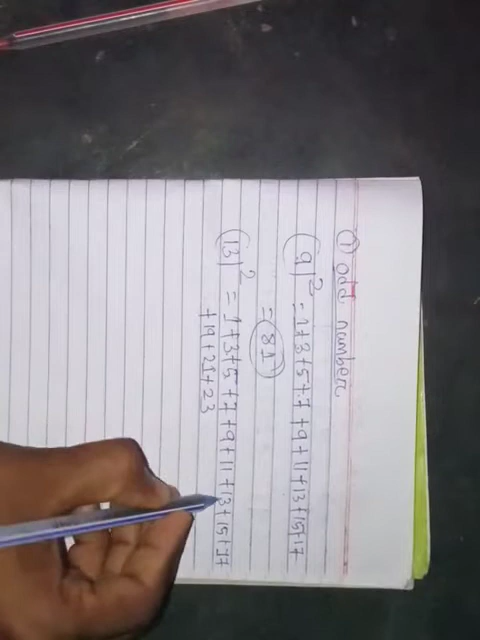 ① odd number
(9)² = 1+3+5+7+9+11+13+15+17
= 81
(13)² = 1+3+5+7+9+11+13+15+17
+19+21+23